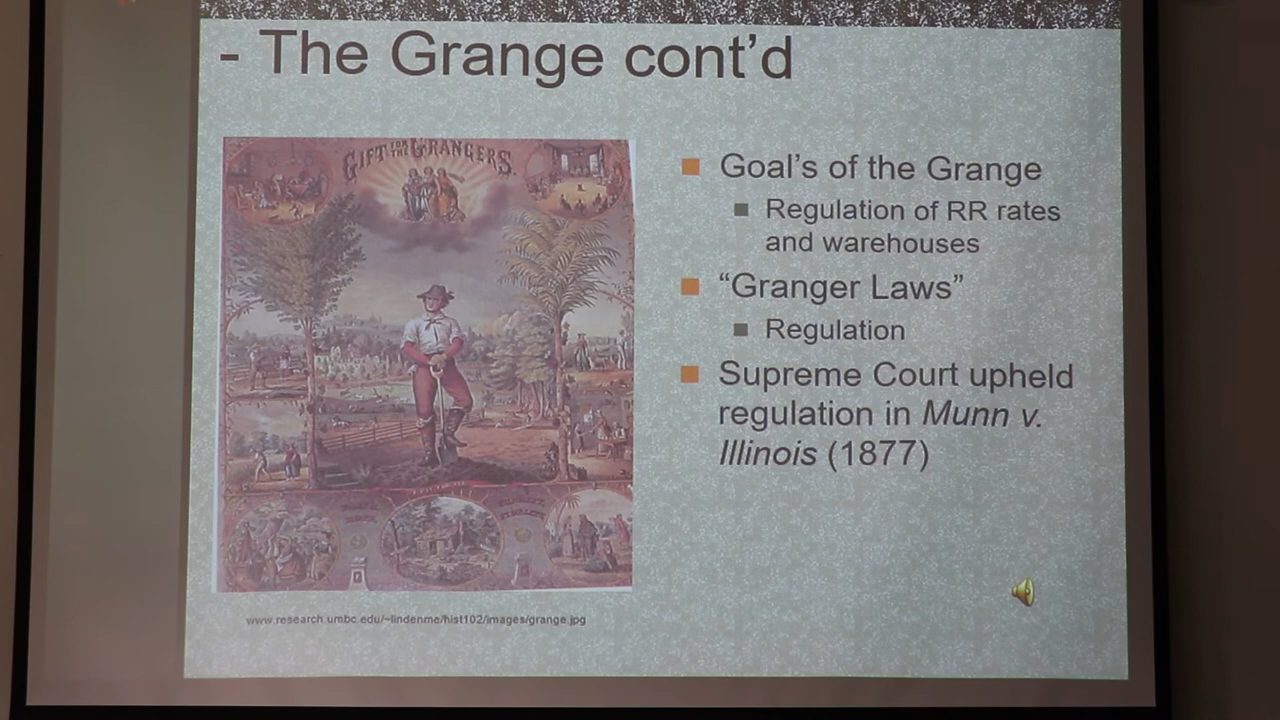 - The Grange cont'd
GIFT FOR THE GRANGERS.
Goal's of the Grange
Regulation of RR rates
and warehouses
"Granger Laws"
Regulation
Supreme Court upheld
regulation in Munn v.
Illinois (1877)
www.research.umbc.edu/~lindenme/hist102/images/grange.jpg